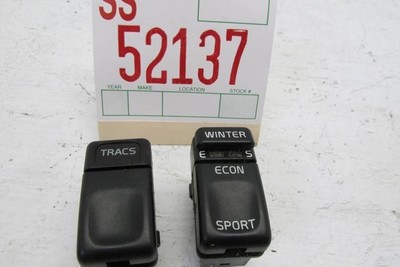 SS
52137
YEAR MAKE LOCATION STOCK #
TRACS
WINTER
E S
ECON
SPORT